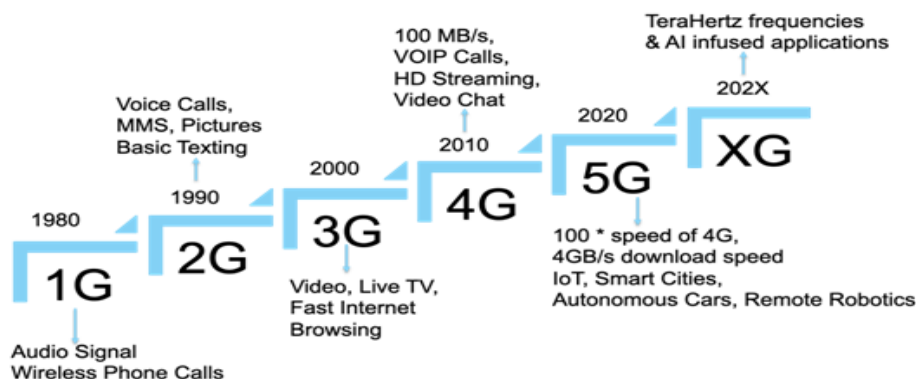 1980
1G
Audio Signal
Wireless Phone Calls
Voice Calls,
MMS, Pictures
Basic Texting
1990
2G
2000
3G
Video, Live TV,
Fast Internet
Browsing
100 MB/s,
VOIP Calls,
HD Streaming,
Video Chat
2010
4G
2020
5G
100 * speed of 4G,
4GB/s download speed
IoT, Smart Cities,
Autonomous Cars, Remote Robotics
TeraHertz frequencies
& AI infused applications
202X
XG